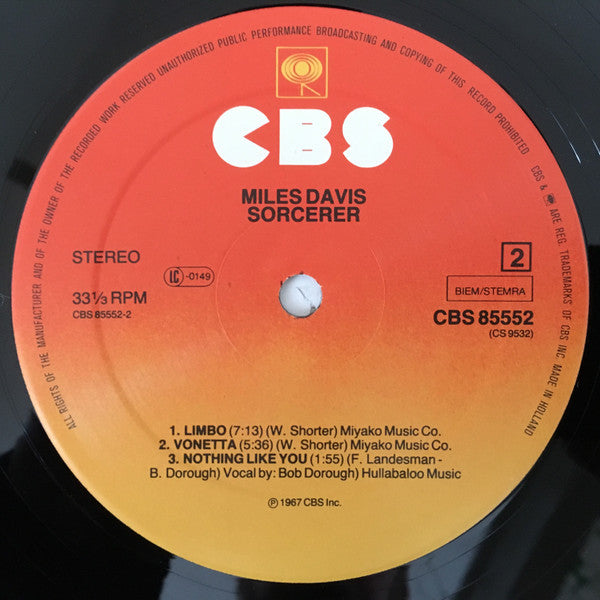 ALL RIGHTS OF THE MANUFACTURER AND OF THE OWNER OF THE RECORDED WORK RESERVED UNAUTHORIZED PUBLIC PERFORMANCE BROADCASTING AND COPYING OF THIS RECORD PROHIBITED
CBS & ARE REG. TRADEMARKS OF CBS INC. MADE IN HOLLAND
CBS
MILES DAVIS
SORCERER
STEREO
IC -0149
2
33⅓ RPM
BIEM/STEMRA
CBS 85552-2
CBS 85552
(CS 9532)
1. LIMBO (7:13) (W. Shorter) Miyako Music Co.
2. VONETTA (5:36) (W. Shorter) Miyako Music Co.
3. NOTHING LIKE YOU (1:55) (F. Landesman -
B. Dorough) Vocal by: Bob Dorough) Hullabaloo Music
℗ 1967 CBS Inc.